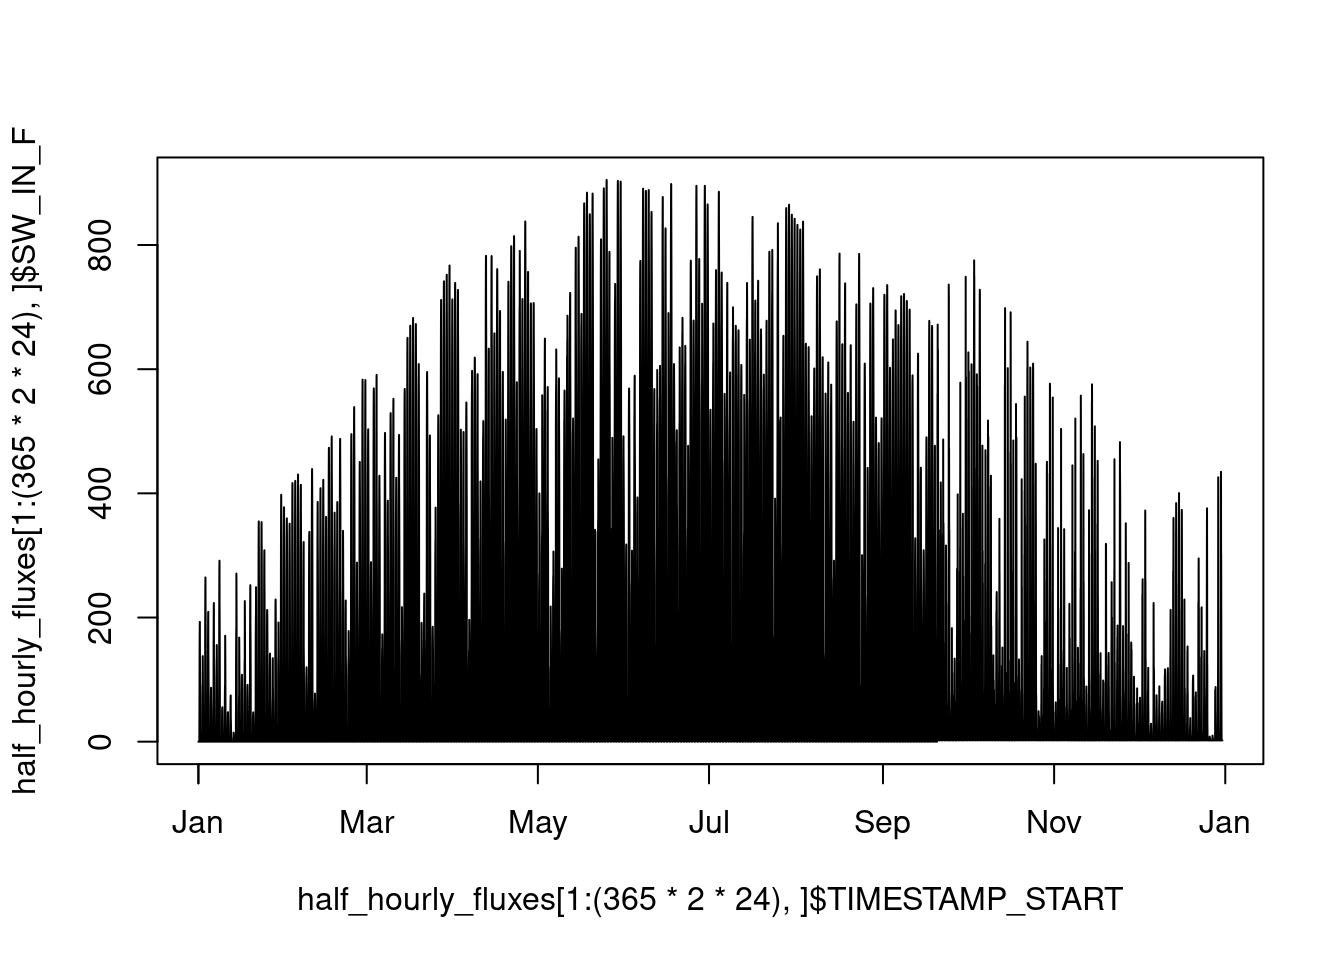 half_hourly_fluxes[1:(365 * 2 * 24), ]$SW_IN_F
800
600
400
200
0
Jan Mar May Jul Sep Nov Jan
half_hourly_fluxes[1:(365 * 2 * 24), ]$TIMESTAMP_START